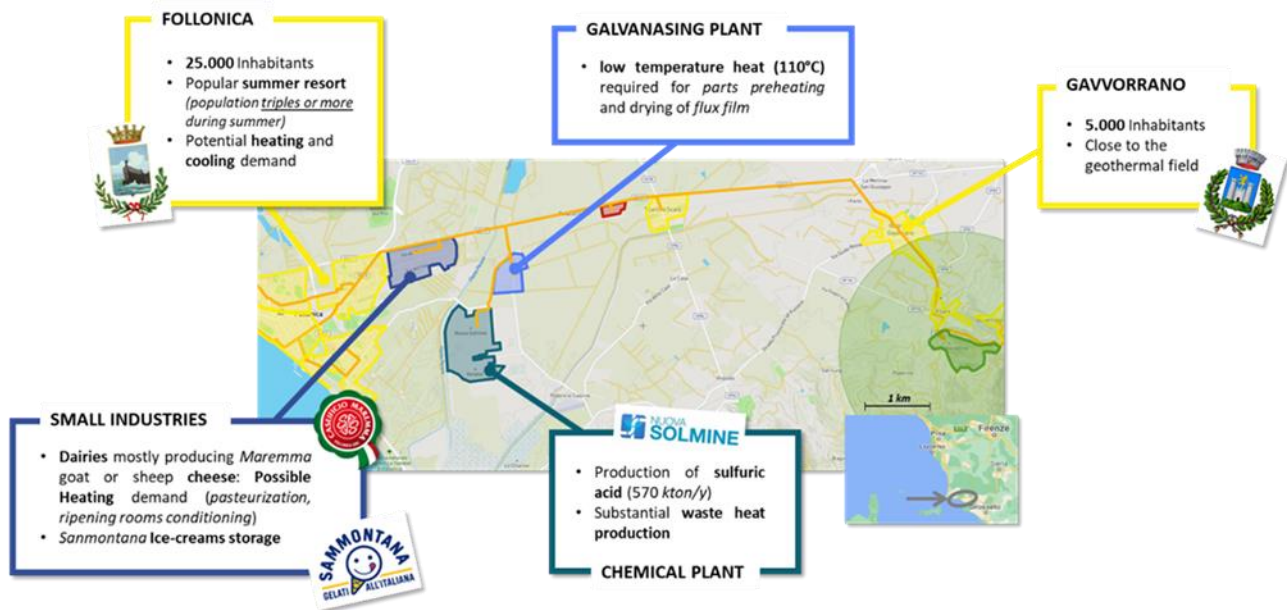 FOLLONICA
• 25.000 Inhabitants
• Popular summer resort
(population triples or more
during summer)
• Potential heating and
cooling demand
GALVANASING PLANT
• low temperature heat (110°C)
required for parts preheating
and drying of flux film
GAVVORRANO
• 5.000 Inhabitants
• Close to the
geothermal field
SMALL INDUSTRIES
• Dairies mostly producing Maremma
goat or sheep cheese: Possible
Heating demand (pasteurization,
ripening rooms conditioning)
• Sanmontana Ice-creams storage
CASEIFICIO MAREMMA
SAMMONTANA
GELATI ALL'ITALIANA
NUOVA
SOLMINE
• Production of sulfuric
acid (570 kton/y)
• Substantial waste heat
production
CHEMICAL PLANT
1 km
Firenze
Pisa